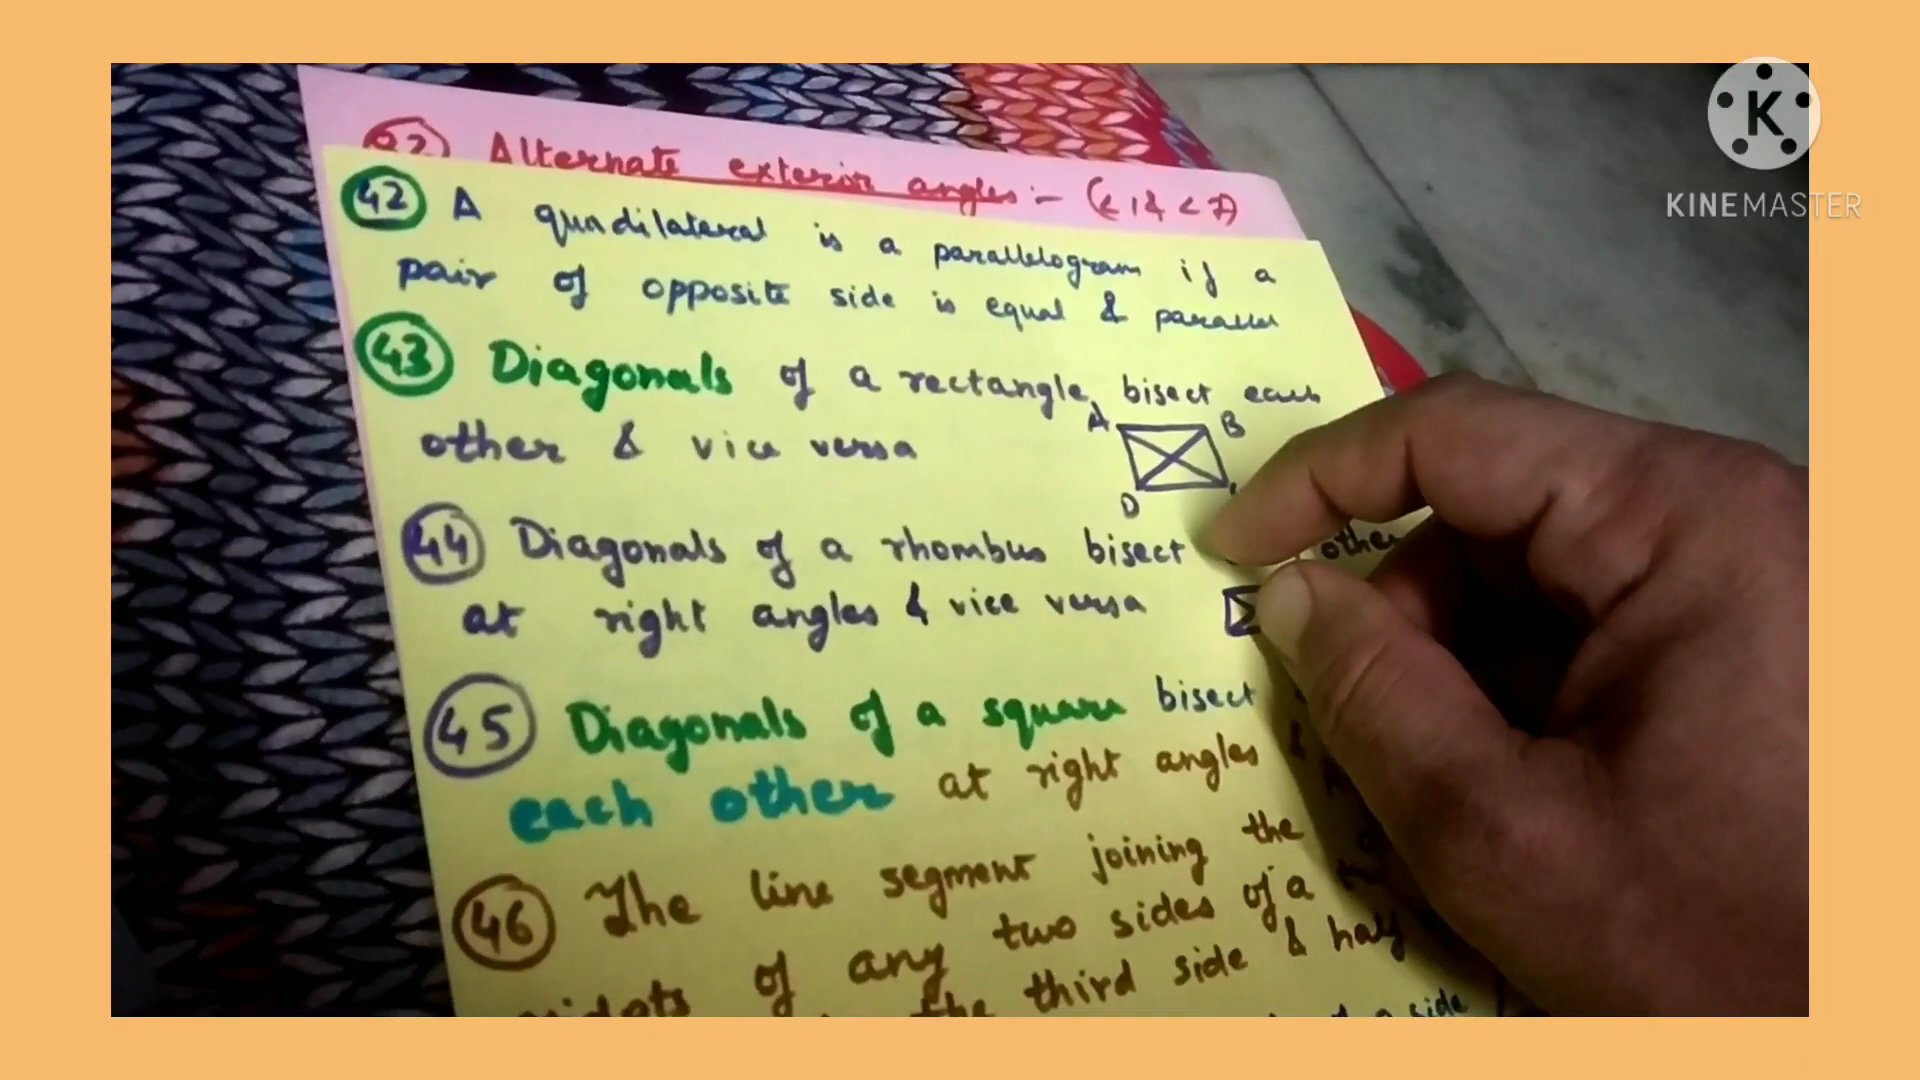 Alternate exterior angles :- (< 1 & < 7)
42 A quadilateral is a parallelogram if a
pair of opposite side is equal & parallel
43 Diagonals of a rectangle bisect each
other & vice versa
A B
D
44 Diagonals of a rhombus bisect other
at right angles & vice versa
45 Diagonals of a square bisect
each other at right angles &
46 The line segment joining the
of any two sides of a
the third side & half
side
K
KINEMASTER